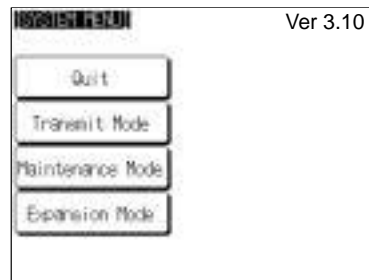 [SYSTEM MENU]
Ver 3.10
Quit
Transmit Mode
Maintenance Mode
Expansion Mode